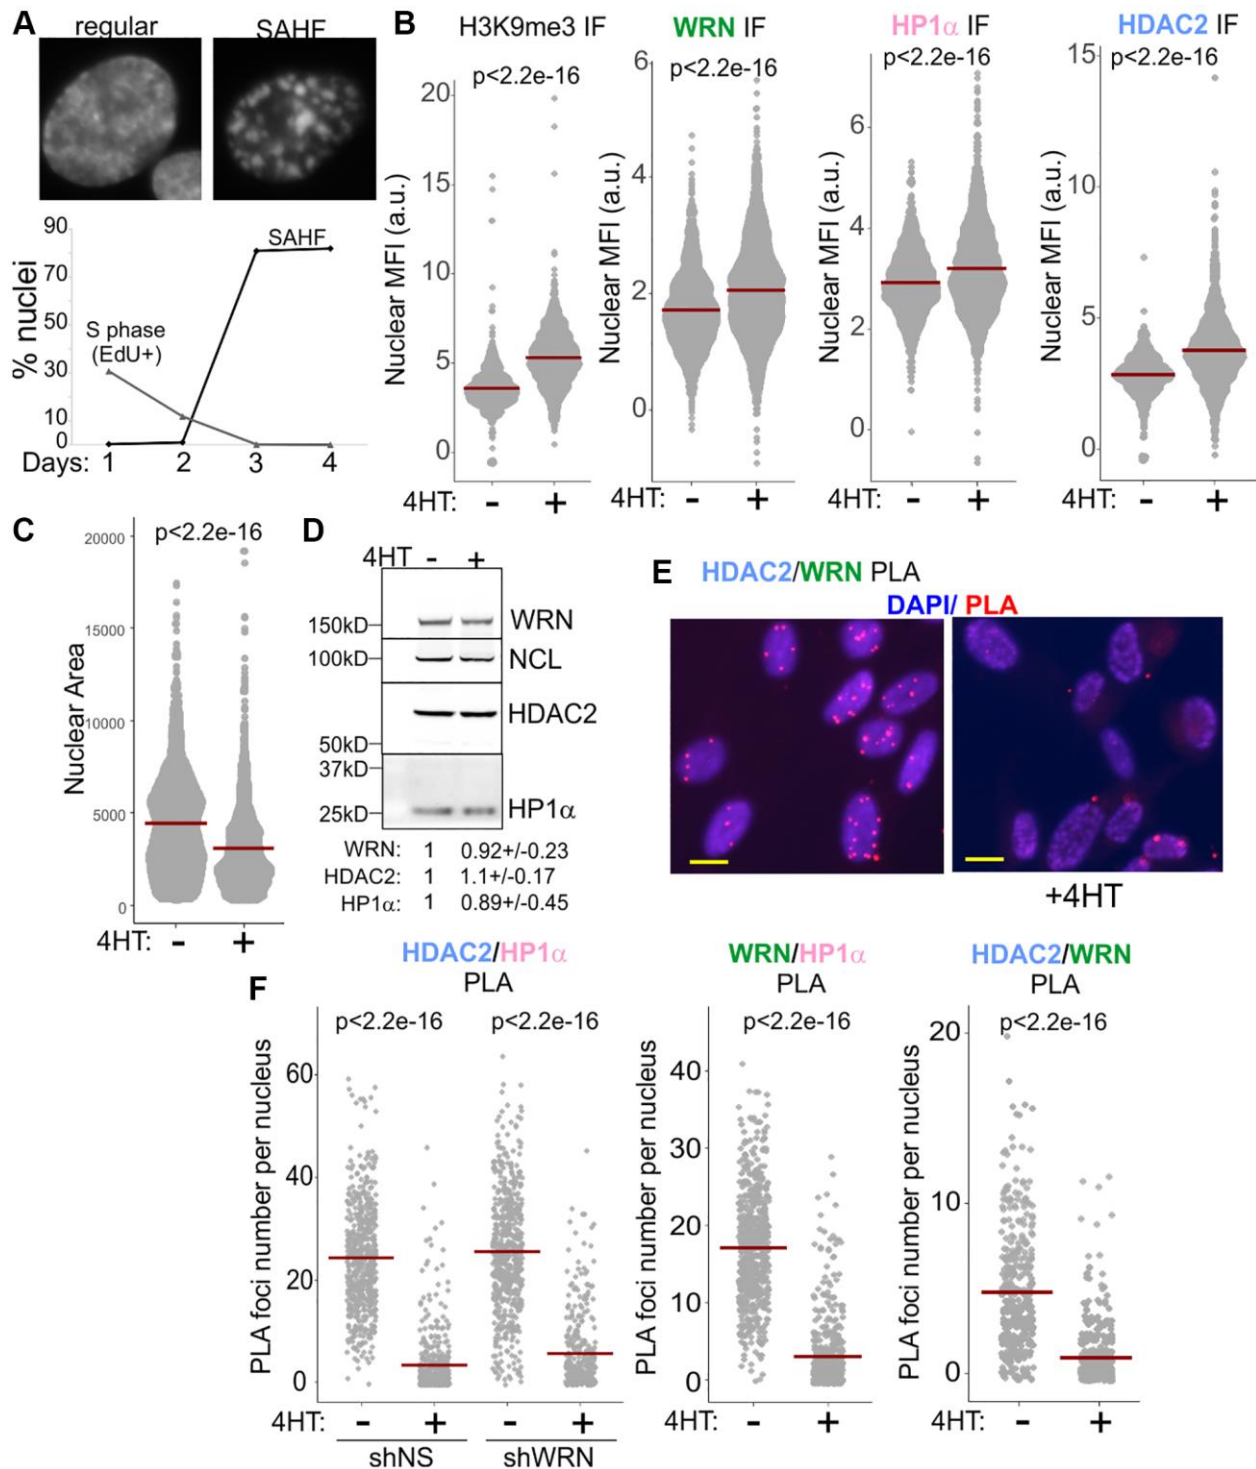 A
regular
SAHF
90
70
50
30
10
0
% nuclei
SAHF
S phase
(EdU+)
Days: 1 2 3 4
B
H3K9me3 IF
p<2.2e-16
Nuclear MFI (a.u.)
20
15
10
5
0
4HT: - +
WRN IF
p<2.2e-16
Nuclear MFI (a.u.)
6
4
2
0
4HT: - +
HP1α IF
p<2.2e-16
Nuclear MFI (a.u.)
6
4
2
0
4HT: - +
HDAC2 IF
p<2.2e-16
Nuclear MFI (a.u.)
15
10
5
0
4HT: - +
C
p<2.2e-16
Nuclear Area
20000
15000
10000
5000
0
4HT: - +
D
4HT - +
150kD WRN
100kD NCL
HDAC2
50kD
37kD
25kD HP1α
WRN: 1 0.92+/-0.23
HDAC2: 1 1.1+/-0.17
HP1α: 1 0.89+/-0.45
E
HDAC2/WRN PLA
DAPI/ PLA
+4HT
F
HDAC2/HP1α
PLA
p<2.2e-16 p<2.2e-16
PLA foci number per nucleus
60
40
20
0
4HT: - + - +
shNS shWRN
WRN/HP1α
PLA
p<2.2e-16
PLA foci number per nucleus
40
30
20
10
0
4HT: - +
HDAC2/WRN
PLA
p<2.2e-16
PLA foci number per nucleus
20
10
0
4HT: - +